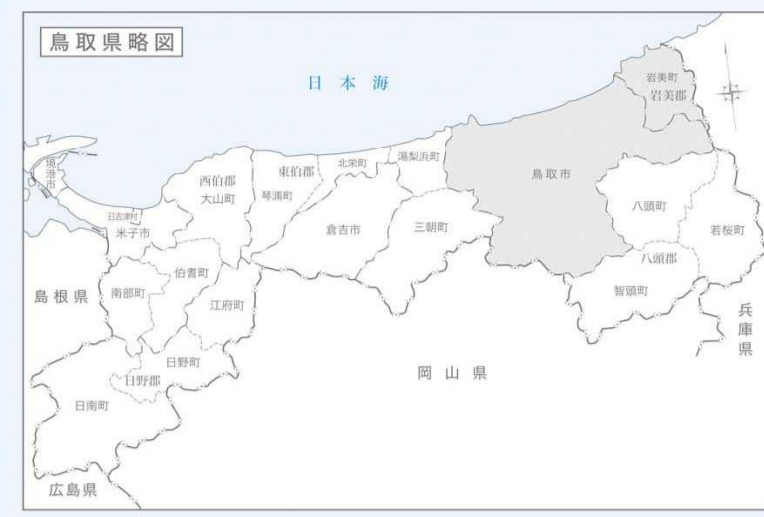 鳥取県略図
日本海
岩美町
岩美郡
境港市
日吉津村
米子市
西伯郡
大山町
東伯郡
琴浦町
北栄町
湯梨浜町
鳥取市
倉吉市
三朝町
八頭町
若桜町
八頭郡
智頭町
島根県
南部町
伯耆町
江府町
兵庫県
岡山県
日野町
日野郡
日南町
広島県